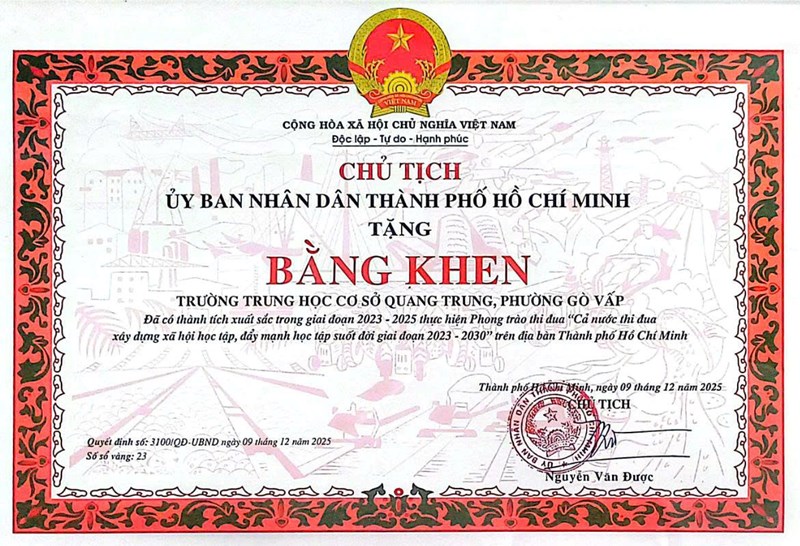 VIỆT NAM
CỘNG HÒA XÃ HỘI CHỦ NGHĨA VIỆT NAM
Độc lập - Tự do - Hạnh phúc
CHỦ TỊCH
ỦY BAN NHÂN DÂN THÀNH PHỐ HỒ CHÍ MINH
TẶNG
BẰNG KHEN
TRƯỜNG TRUNG HỌC CƠ SỞ QUANG TRUNG, PHƯỜNG GÒ VẤP
Đã có thành tích xuất sắc trong giai đoạn 2023 - 2025 thực hiện Phong trào thi đua “Cả nước thi đua
xây dựng xã hội học tập, đẩy mạnh học tập suốt đời giai đoạn 2023 - 2030” trên địa bàn Thành phố Hồ Chí Minh
Thành phố Hồ Chí Minh, ngày 09 tháng 12 năm 2025
CHỦ TỊCH
Quyết định số: 3100/QĐ-UBND ngày 09 tháng 12 năm 2025
Số sổ vàng: 23
Nguyễn Văn Được